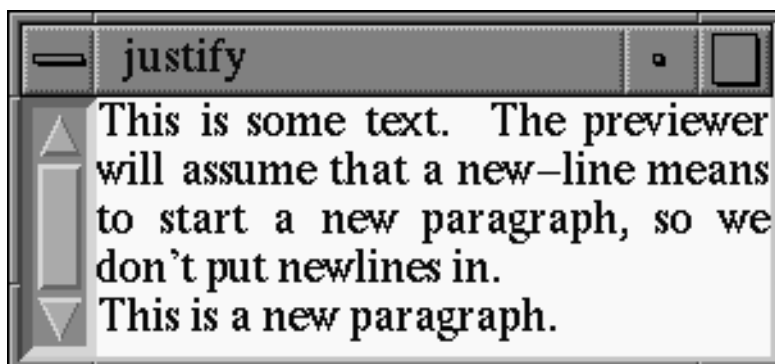 justify
This is some text.  The previewer
will assume that a new–line means
to start a new paragraph, so we
don't put newlines in.
This is a new paragraph.